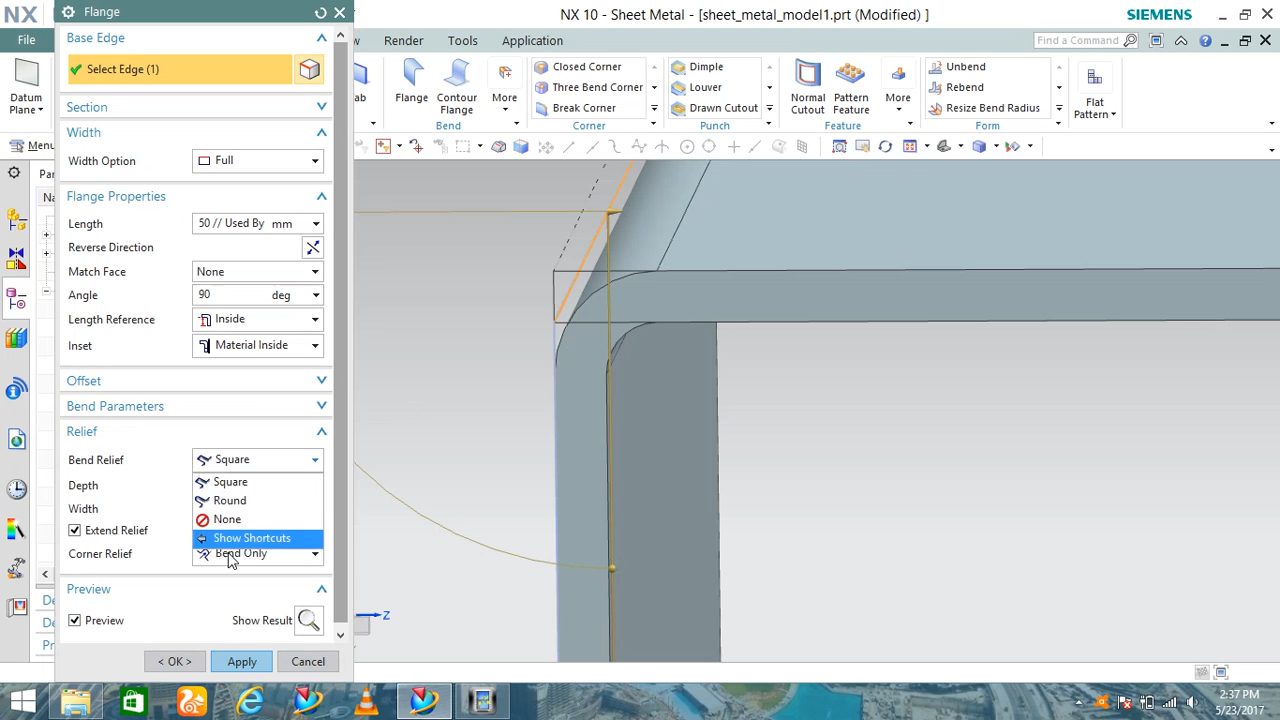 NX
Flange
NX 10 - Sheet Metal - [sheet_metal_model1.prt (Modified) ]
SIEMENS
File
Render
Tools
Application
Find a Command
Base Edge
Select Edge (1)
Section
Width
Width Option
Full
Flange Properties
Length
50 // Used By mm
Reverse Direction
Match Face
None
Angle
90 deg
Length Reference
Inside
Inset
Material Inside
Offset
Bend Parameters
Relief
Bend Relief
Square
Depth
Square
Width
Round
None
Extend Relief
Show Shortcuts
Corner Relief
Bend Only
Preview
Preview
Show Result
< OK >
Apply
Cancel
Datum
Plane
Flange
Contour
Flange
More
Bend
Closed Corner
Three Bend Corner
Break Corner
Corner
Dimple
Louver
Drawn Cutout
Punch
Normal
Cutout
Pattern
Feature
More
Feature
Unbend
Rebend
Resize Bend Radius
Form
Flat
Pattern
Menu
Z
2:37 PM
5/23/2017